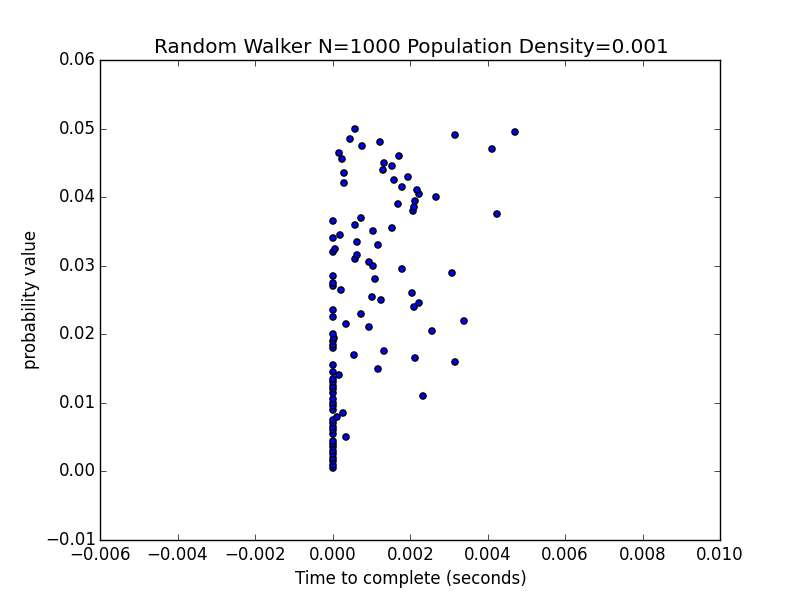 Random Walker N=1000 Population Density=0.001
0.06
0.05
0.04
0.03
0.02
0.01
0.00
−0.01
probability value
−0.006 −0.004 −0.002 0.000 0.002 0.004 0.006 0.008 0.010
Time to complete (seconds)